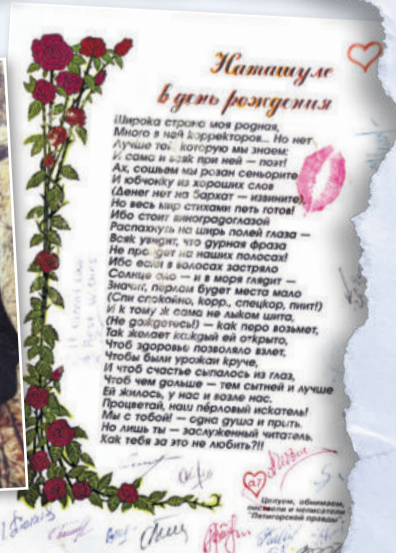 Наташуле
в день рождения
Широка страна моя родная,
Много в ней корректоров... Но нет
Лучше той, которую мы знаем:
И сама и всяк при ней — поэт!
Ах, сошьем мы роман сеньорите
И юбчонку из хороших слов
(Денег нет на бархат — извините),
Но весь мир стихами петь готов!
Ибо стоит виноградоглазой
Распахнуть на ширь полей глаза —
Всяк увидит, что дурная фраза
Не пройдет на наших полосах!
Ибо если в волосах застряло
Солнце — и в моря глядит —
Значит, перлам будет места мало
(Спи спокойно, корр., спецкор, пиит!)
И к тому ж сама не лыком шита,
(Не дождетесь!) — как перо возьмет,
Так желает каждый ей открыто,
Чтоб здоровье позволяло взлет,
Чтобы были урожаи круче,
И чтоб счастье сыпалось из глаз,
Чтоб чем дольше — тем сытней и лучше
Ей жилось, у нас и возле нас.
Процветай, наш пёрловый искатель!
Мы с тобой! — одна душа и прыть.
Но лишь ты — заслуженный читатель.
Как тебя за это не любить?!!
Целуем, обнимаем,
писатели и неписатели
"Пятигорской правды"